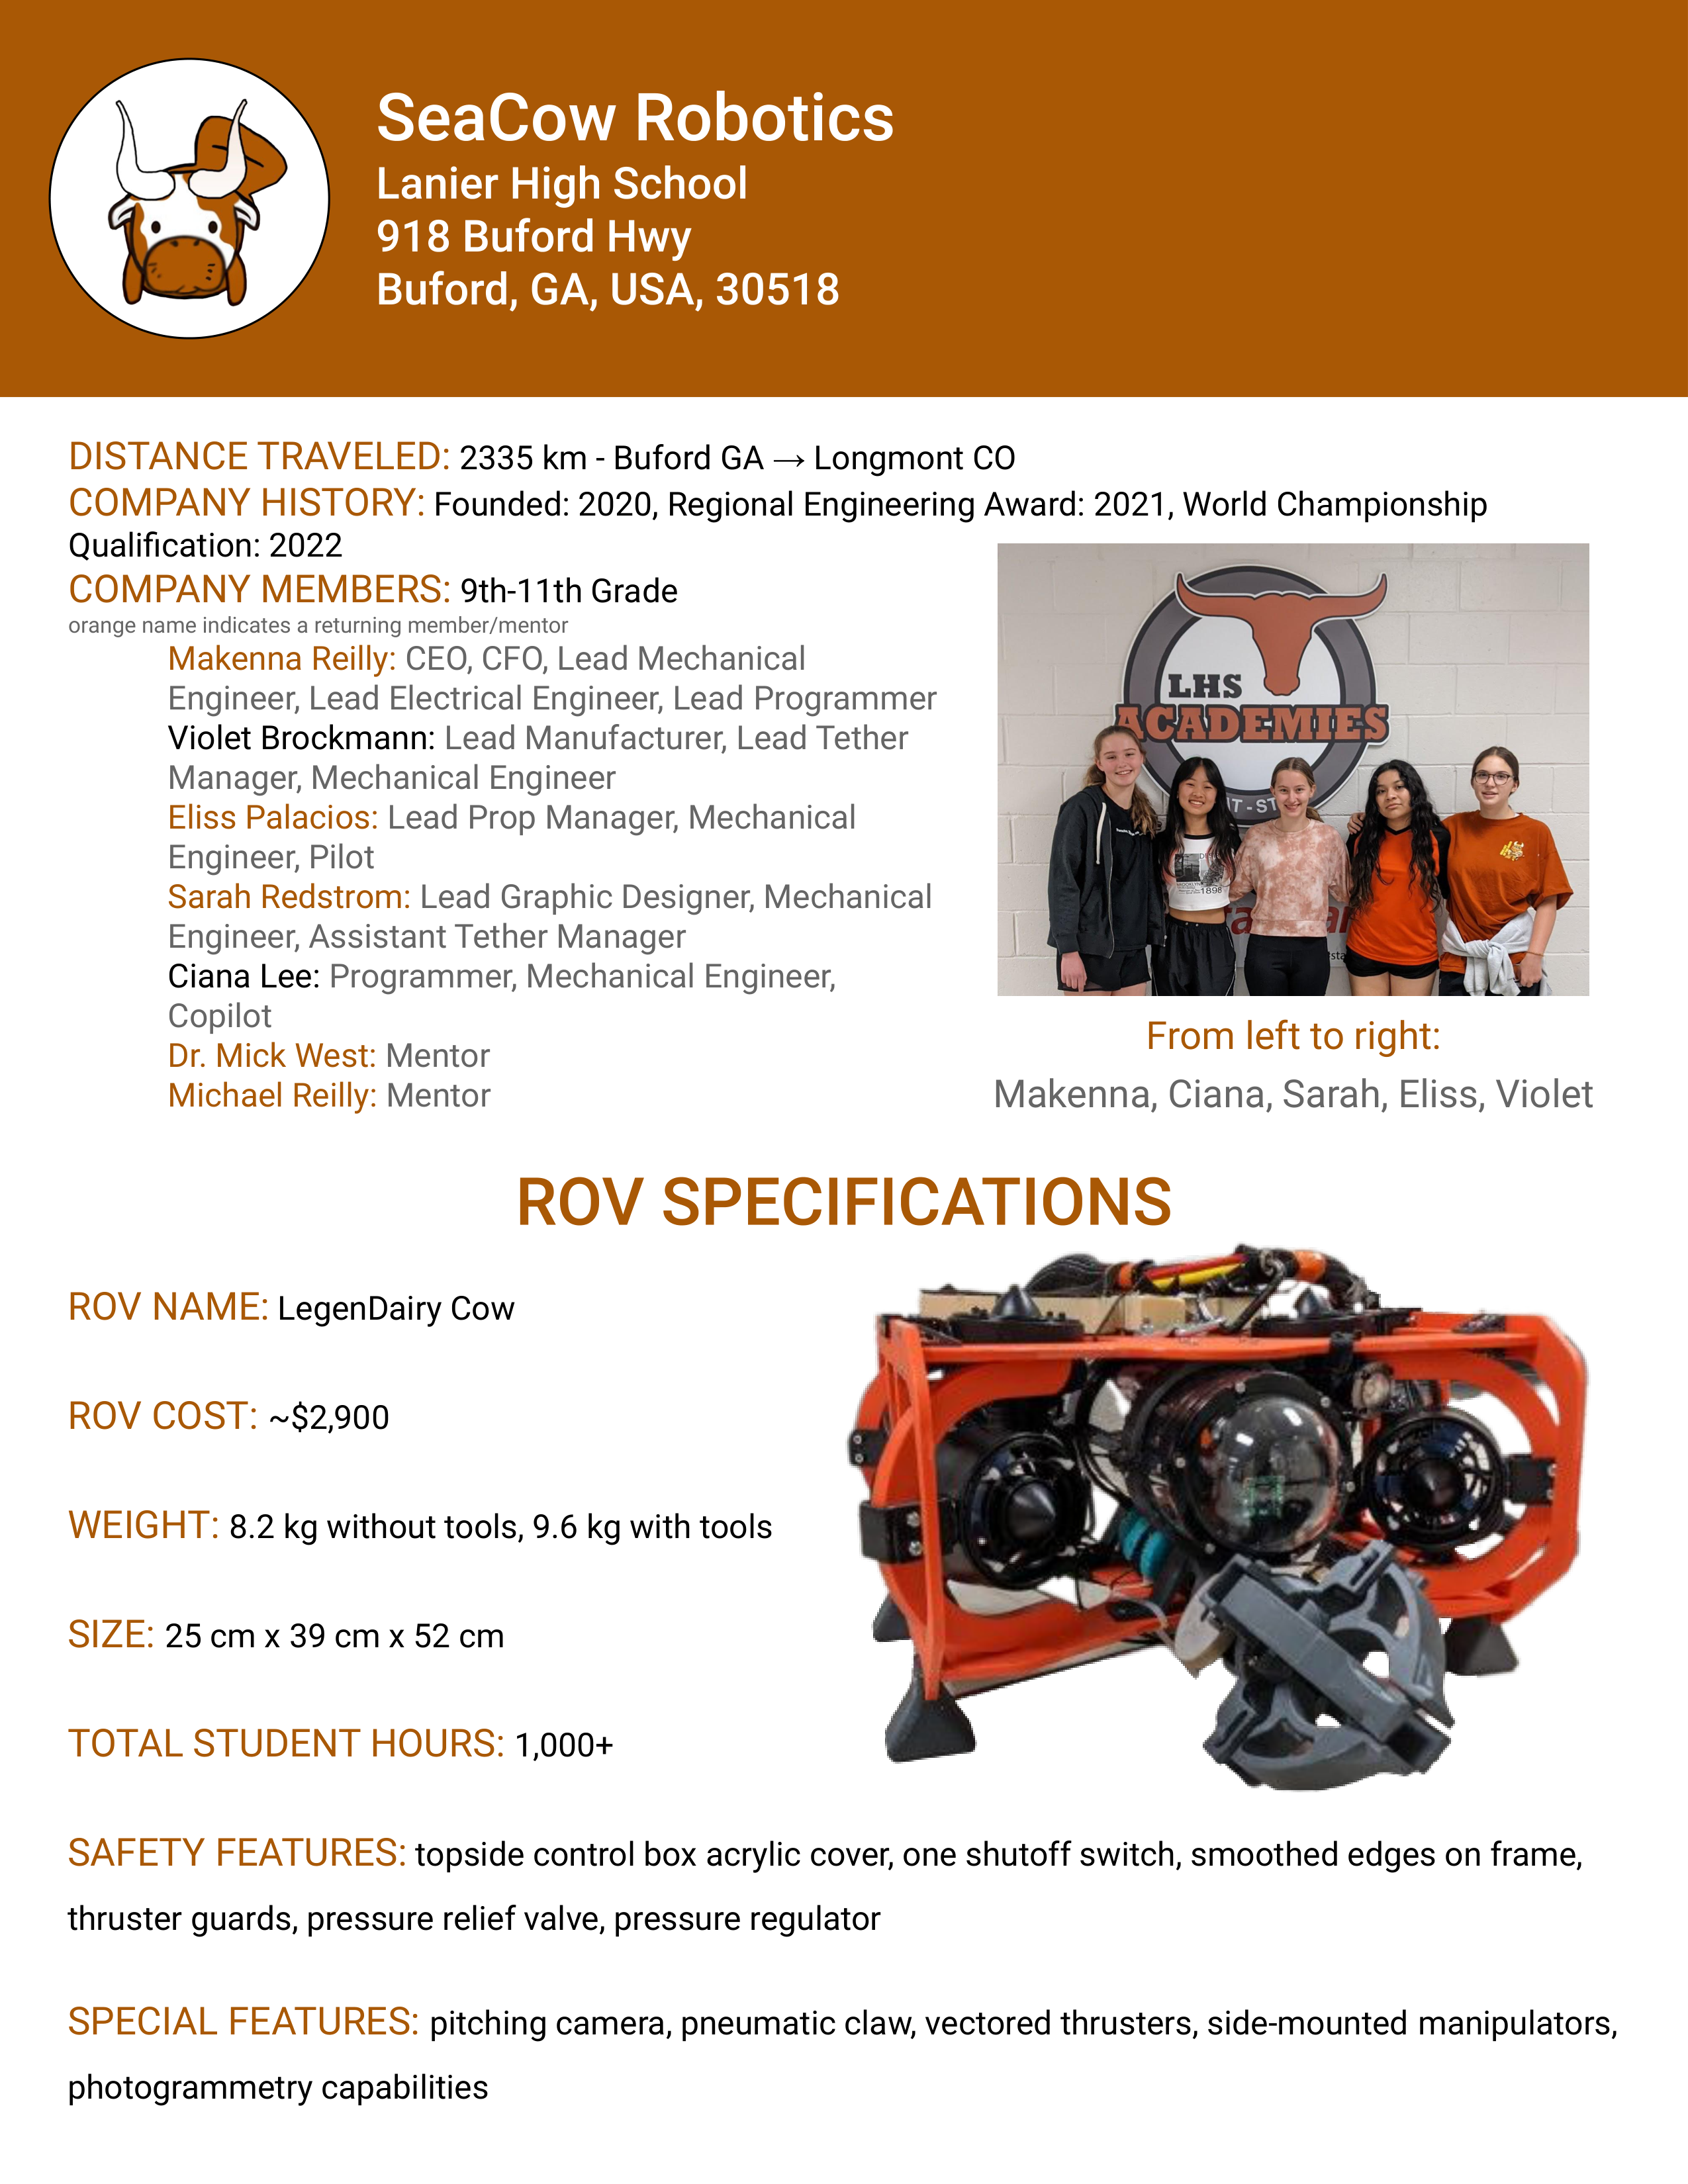 SeaCow Robotics
Lanier High School
918 Buford Hwy
Buford, GA, USA, 30518
DISTANCE TRAVELED: 2335 km - Buford GA → Longmont CO
COMPANY HISTORY: Founded: 2020, Regional Engineering Award: 2021, World Championship
Qualification: 2022
COMPANY MEMBERS: 9th-11th Grade
orange name indicates a returning member/mentor
Makenna Reilly: CEO, CFO, Lead Mechanical
Engineer, Lead Electrical Engineer, Lead Programmer
Violet Brockmann: Lead Manufacturer, Lead Tether
Manager, Mechanical Engineer
Eliss Palacios: Lead Prop Manager, Mechanical
Engineer, Pilot
Sarah Redstrom: Lead Graphic Designer, Mechanical
Engineer, Assistant Tether Manager
Ciana Lee: Programmer, Mechanical Engineer,
Copilot
Dr. Mick West: Mentor
Michael Reilly: Mentor
LHS
ACADEMIES
1898
From left to right:
Makenna, Ciana, Sarah, Eliss, Violet
ROV SPECIFICATIONS
ROV NAME: LegenDairy Cow
ROV COST: ~$2,900
WEIGHT: 8.2 kg without tools, 9.6 kg with tools
SIZE: 25 cm x 39 cm x 52 cm
TOTAL STUDENT HOURS: 1,000+
SAFETY FEATURES: topside control box acrylic cover, one shutoff switch, smoothed edges on frame,
thruster guards, pressure relief valve, pressure regulator
SPECIAL FEATURES: pitching camera, pneumatic claw, vectored thrusters, side-mounted manipulators,
photogrammetry capabilities